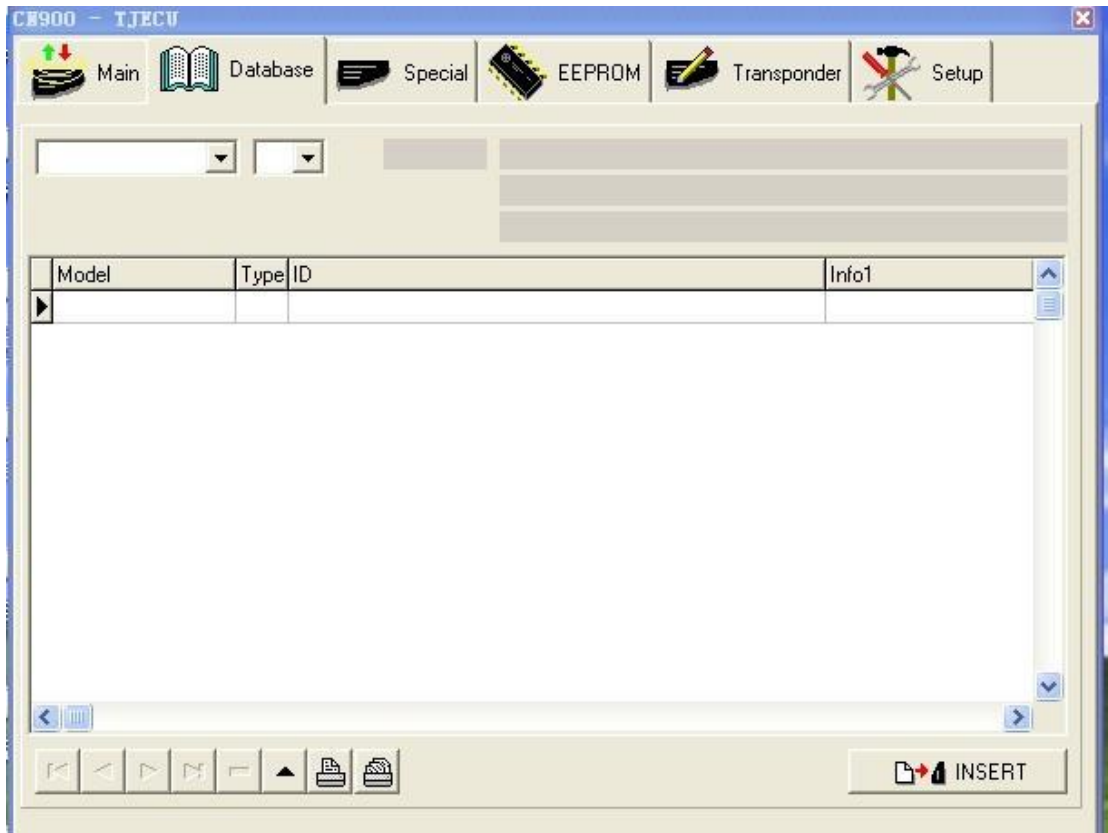 CN900 - TJECU
Main Database Special EEPROM Transponder Setup
Model Type ID Info1
INSERT